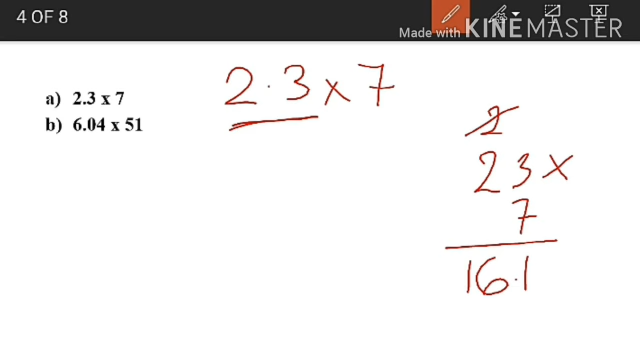 4 OF 8
Made with KINEMASTER
a) 2.3 x 7
b) 6.04 x 51
2.3 x 7
2
23 x
7
16.1